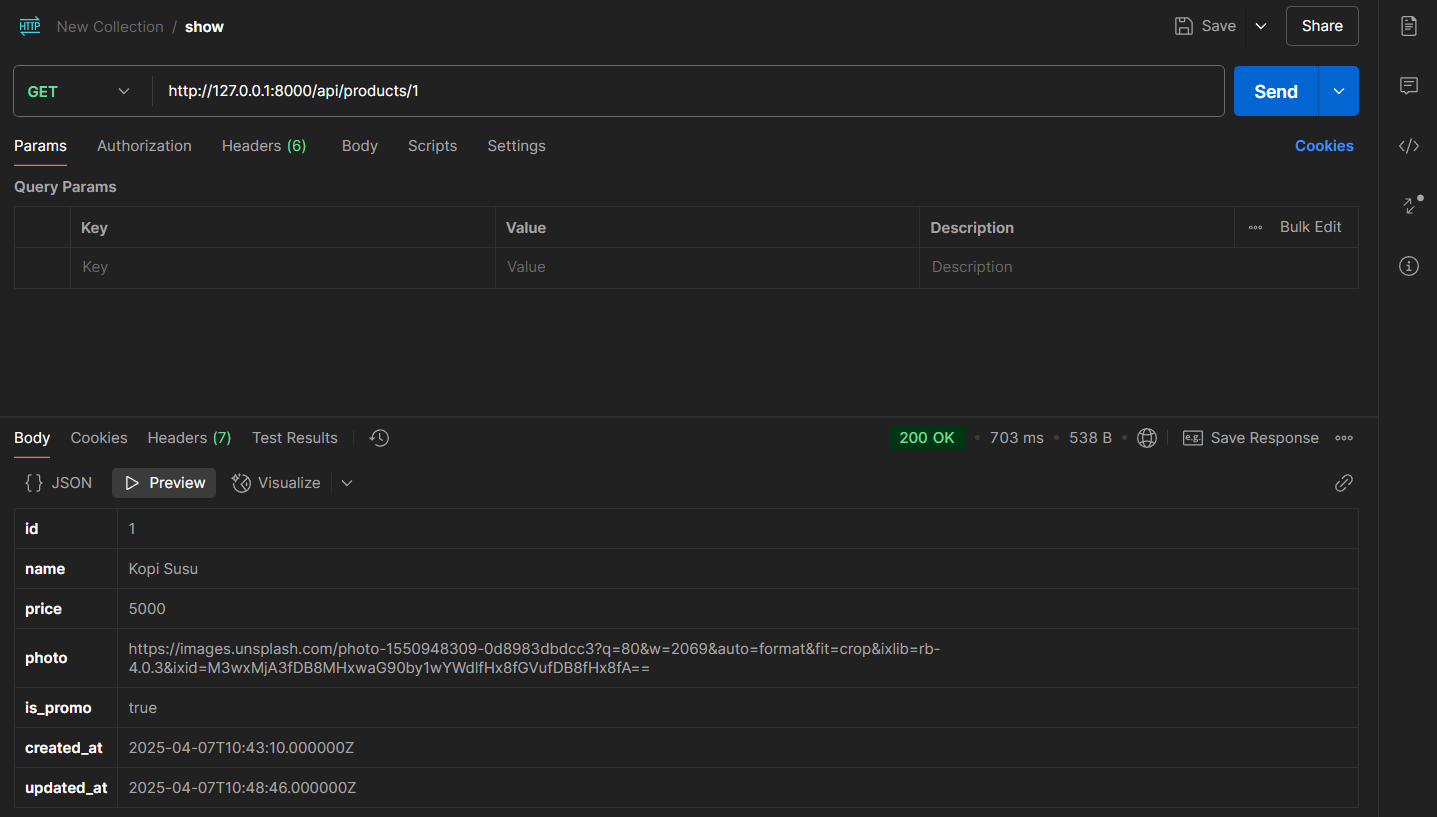 HTTP New Collection / show Save Share
GET http://127.0.0.1:8000/api/products/1 Send
Params Authorization Headers (6) Body Scripts Settings Cookies
Query Params
Key Value Description Bulk Edit
Key Value Description
Body Cookies Headers (7) Test Results 200 OK 703 ms 538 B e.g. Save Response
{} JSON Preview Visualize
id 1
name Kopi Susu
price 5000
photo https://images.unsplash.com/photo-1550948309-0d8983dbdcc3?q=80&w=2069&auto=format&fit=crop&ixlib=rb-
4.0.3&ixid=M3wxMjA3fDB8MHxwaG90by1wYWdlfHx8fGVufDB8fHx8fA==
is_promo true
created_at 2025-04-07T10:43:10.000000Z
updated_at 2025-04-07T10:48:46.000000Z